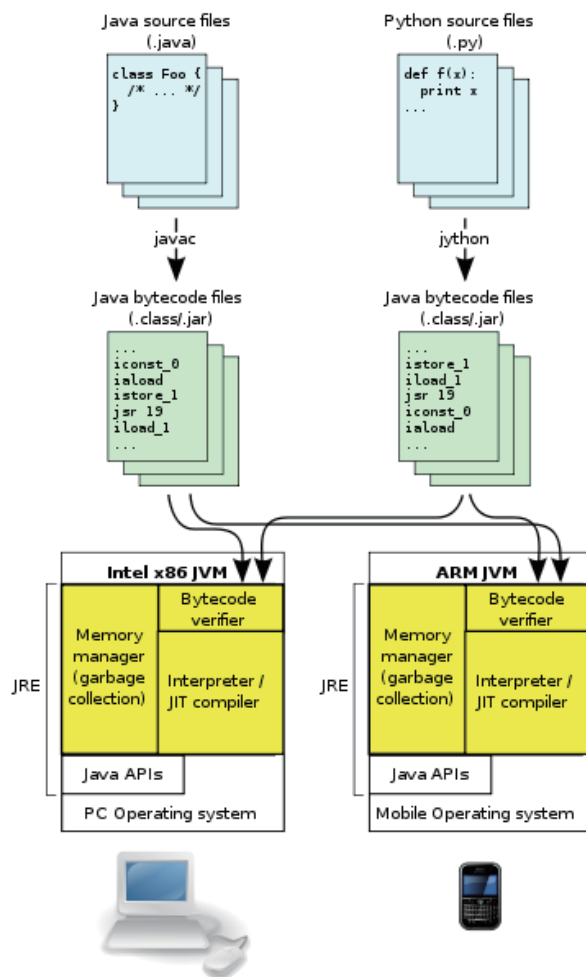 Java source files
(.java)
class Foo {
/* ... */
}
javac
Java bytecode files
(.class/.jar)
...
iconst_0
iaload
istore_1
jsr 19
iload_1
...
Python source files
(.py)
def f(x):
print x
...
jython
Java bytecode files
(.class/.jar)
...
istore_1
iload_1
jsr 19
iconst_0
iaload
...
Intel x86 JVM
JRE
Memory
manager
(garbage
collection)
Bytecode
verifier
Interpreter /
JIT compiler
Java APIs
PC Operating system
ARM JVM
JRE
Memory
manager
(garbage
collection)
Bytecode
verifier
Interpreter /
JIT compiler
Java APIs
Mobile Operating system